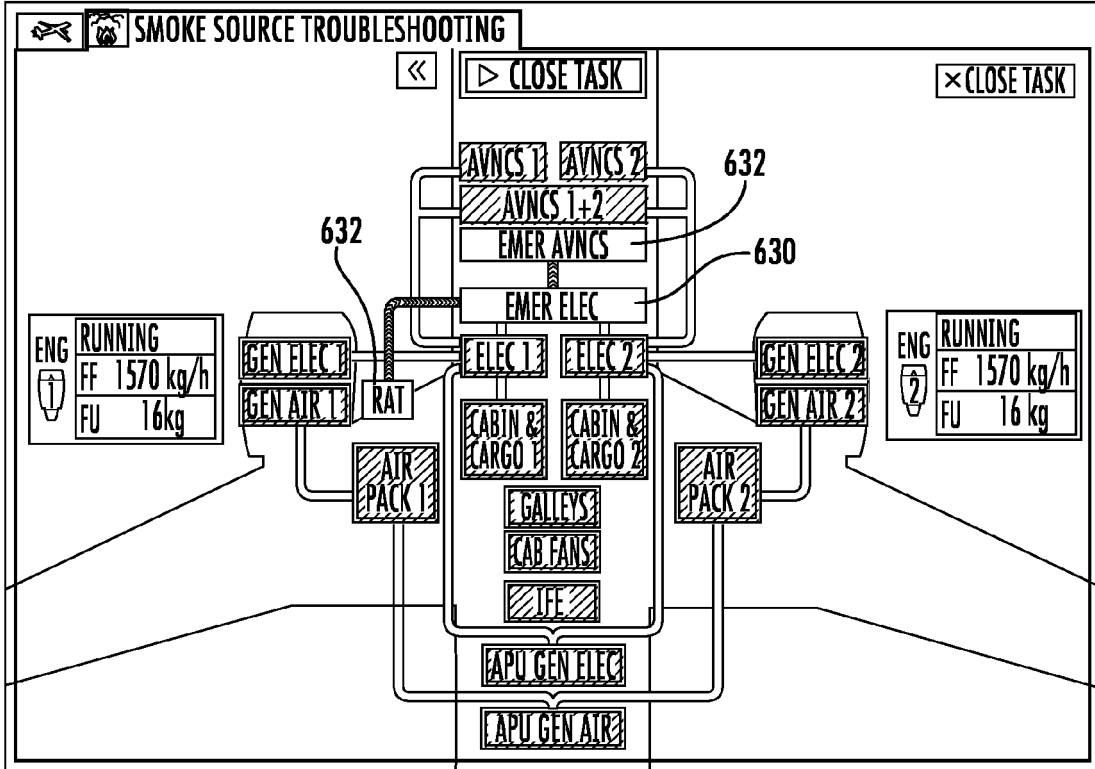 SMOKE SOURCE TROUBLESHOOTING
«
▷ CLOSE TASK
×CLOSE TASK
AVNCS 1
AVNCS 2
632
AVNCS 1+2
632
EMER AVNCS
630
EMER ELEC
ENG
1
RUNNING
FF 1570 kg/h
FU 16kg
GEN ELEC 1
GEN AIR 1
RAT
ELEC 1
ELEC 2
GEN ELEC 2
GEN AIR 2
ENG
2
RUNNING
FF 1570 kg/h
FU 16 kg
CABIN &
CARGO 1
CABIN &
CARGO 2
AIR
PACK 1
AIR
PACK 2
GALLEYS
CAB FANS
IFE
APU GEN ELEC
APU GEN AIR